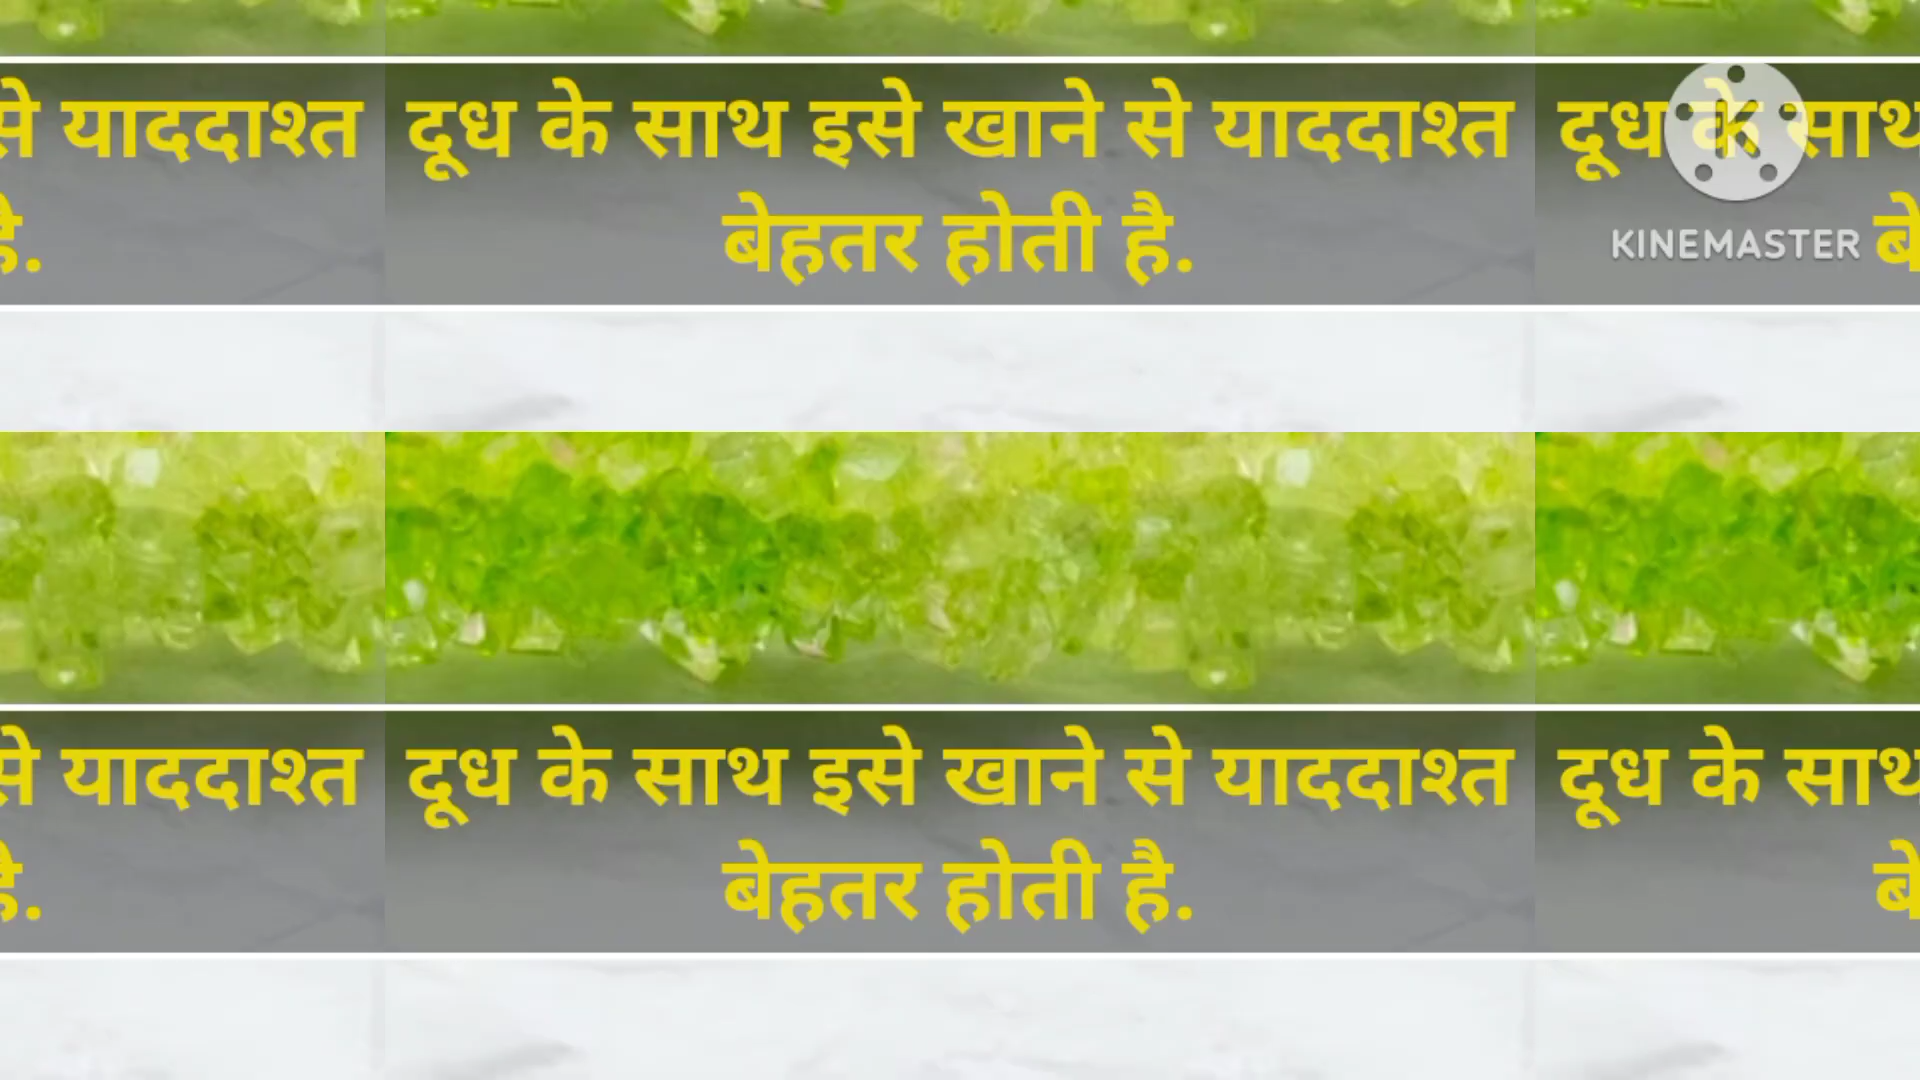 से याददाश्त दूध के साथ इसे खाने से याददाश्त दूध के साथ
है. बेहतर होती है. बे
KINEMASTER
से याददाश्त दूध के साथ इसे खाने से याददाश्त दूध के साथ
है. बेहतर होती है. बे